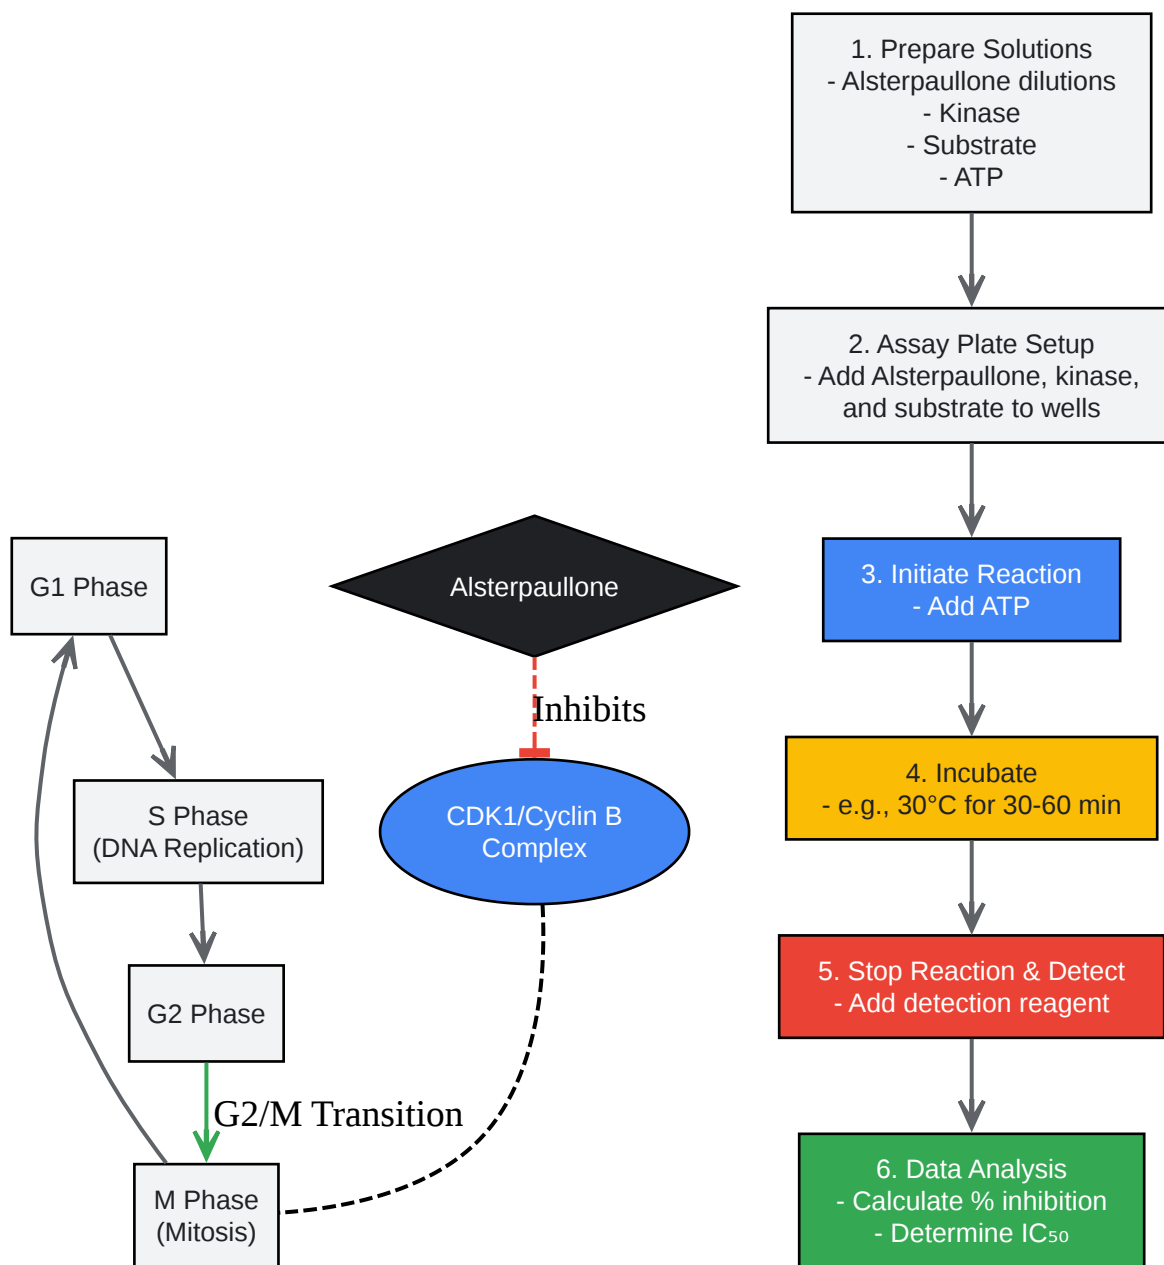 1. Prepare Solutions
- Alsterpaullone dilutions
- Kinase
- Substrate
- ATP
2. Assay Plate Setup
- Add Alsterpaullone, kinase,
and substrate to wells
3. Initiate Reaction
- Add ATP
4. Incubate
- e.g., 30°C for 30-60 min
5. Stop Reaction & Detect
- Add detection reagent
6. Data Analysis
- Calculate % inhibition
- Determine IC₅₀
G1 Phase
S Phase
(DNA Replication)
G2 Phase
G2/M Transition
M Phase
(Mitosis)
Alsterpaullone
Inhibits
CDK1/Cyclin B
Complex